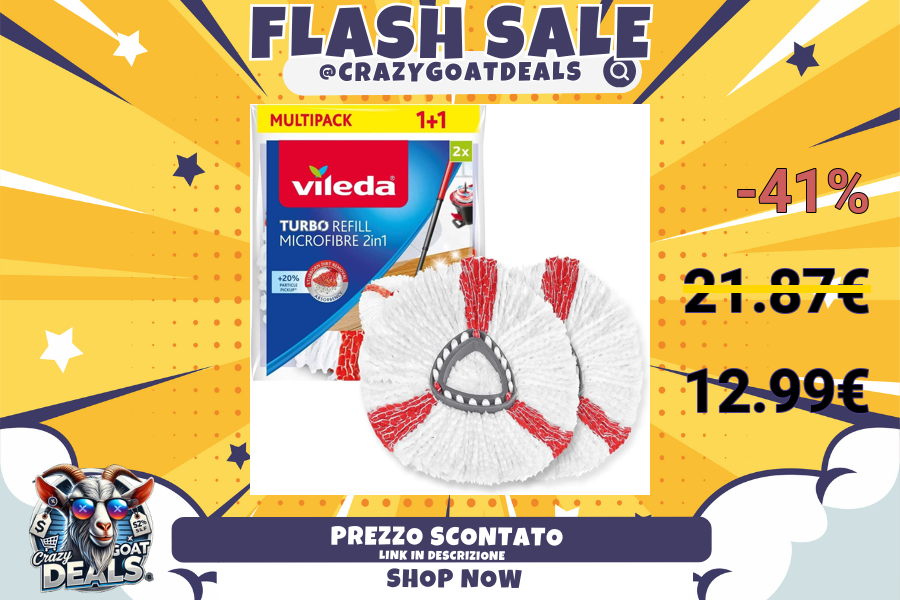 FLASH SALE
@CRAZYGOATDEALS
MULTIPACK 1+1
2x
vileda
TURBO REFILL
MICROFIBRE 2in1
+20%
PARTICLE
PICKUP*
ABSORBENCY
-41%
21.87€
12.99€
$
52%
Crazy
GOAT
DEALS
PREZZO SCONTATO
LINK IN DESCRIZIONE
SHOP NOW